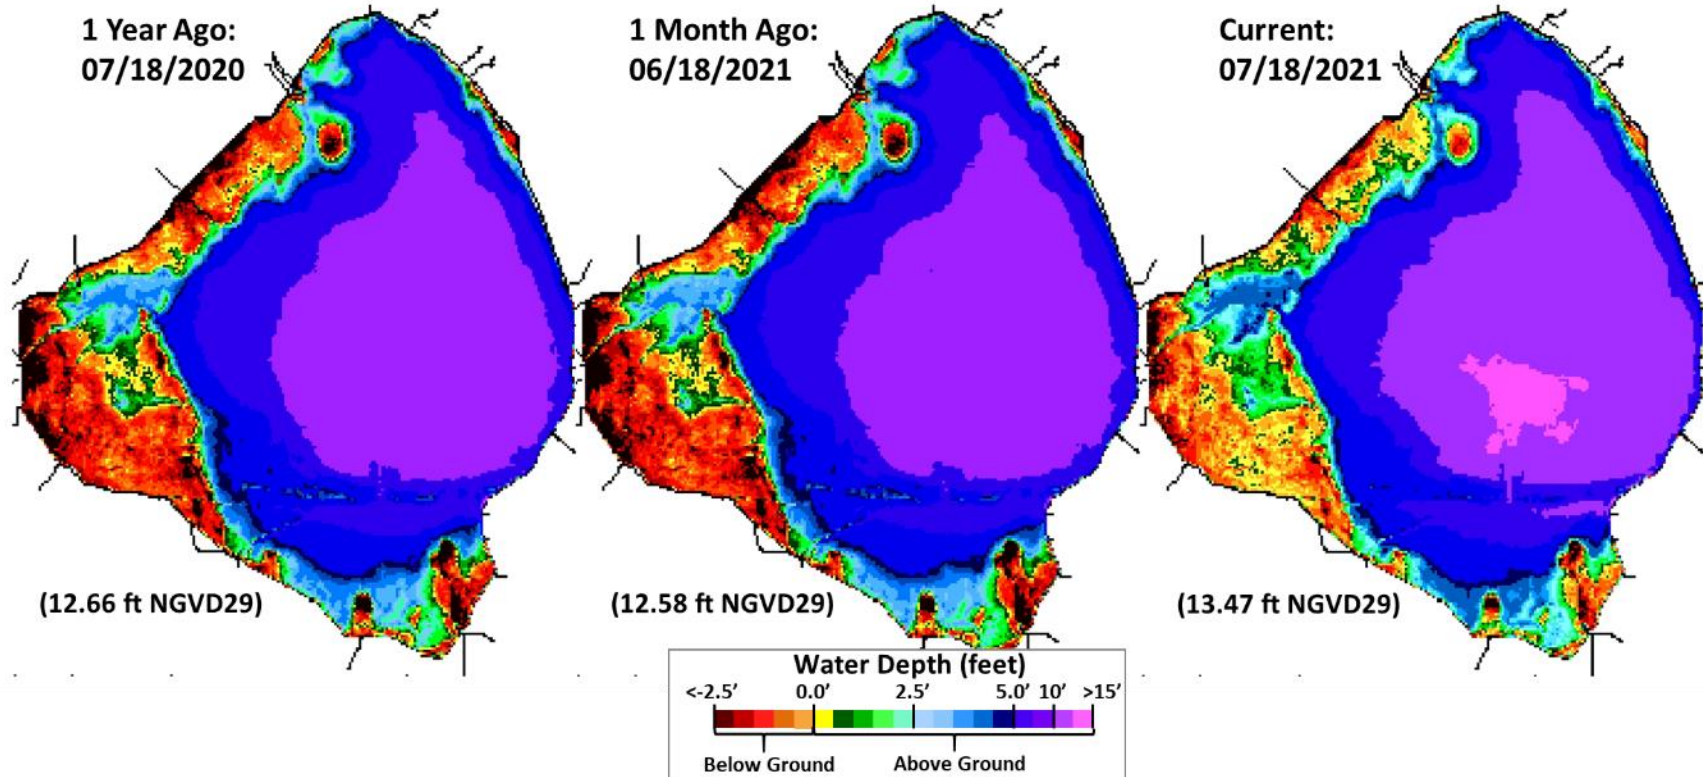 1 Year Ago:
07/18/2020
1 Month Ago:
06/18/2021
Current:
07/18/2021
(12.66 ft NGVD29)
(12.58 ft NGVD29)
(13.47 ft NGVD29)
Water Depth (feet)
<-2.5’ 0.0’ 2.5’ 5.0’ 10’ >15’
Below Ground Above Ground